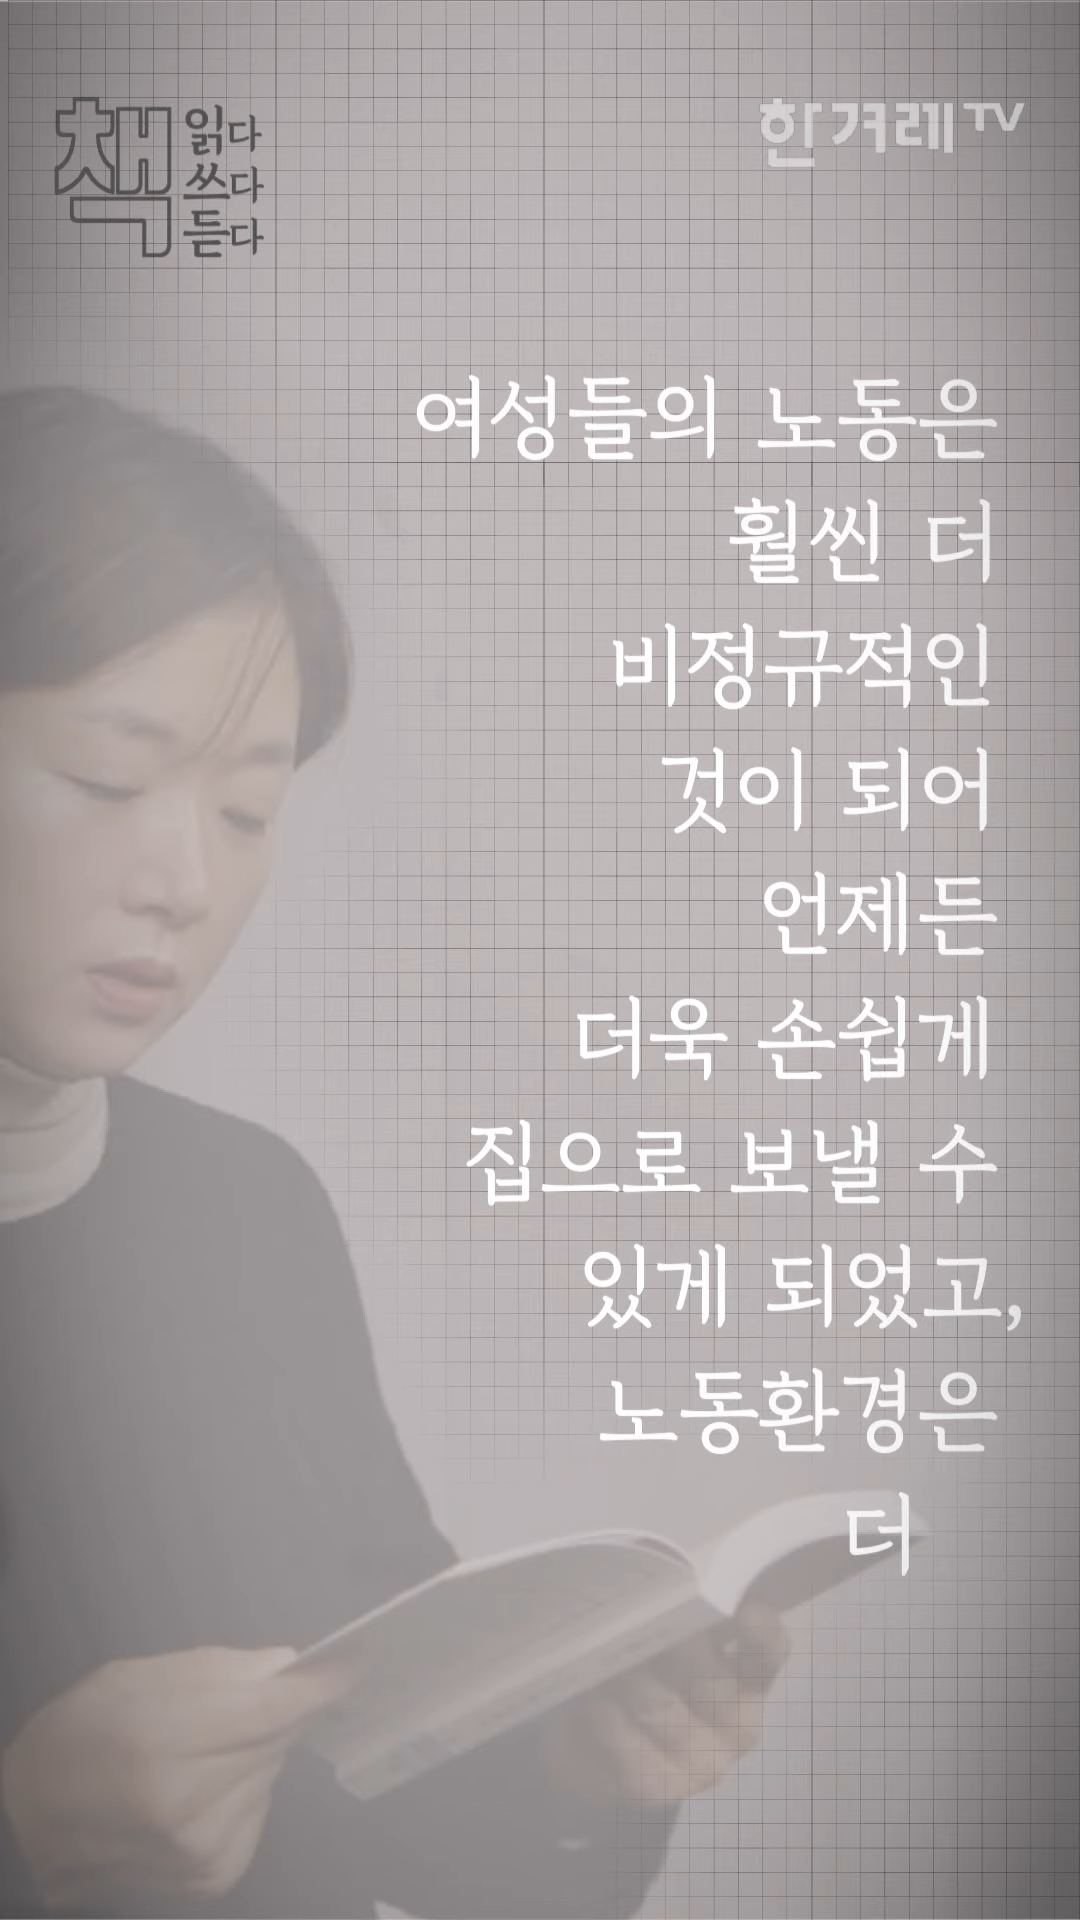 책
읽다
쓰다
듣다
한겨레TV
여성들의 노동은
훨씬 더
비정규적인
것이 되어
언제든
더욱 손쉽게
집으로 보낼 수
있게 되었고,
노동환경은
더